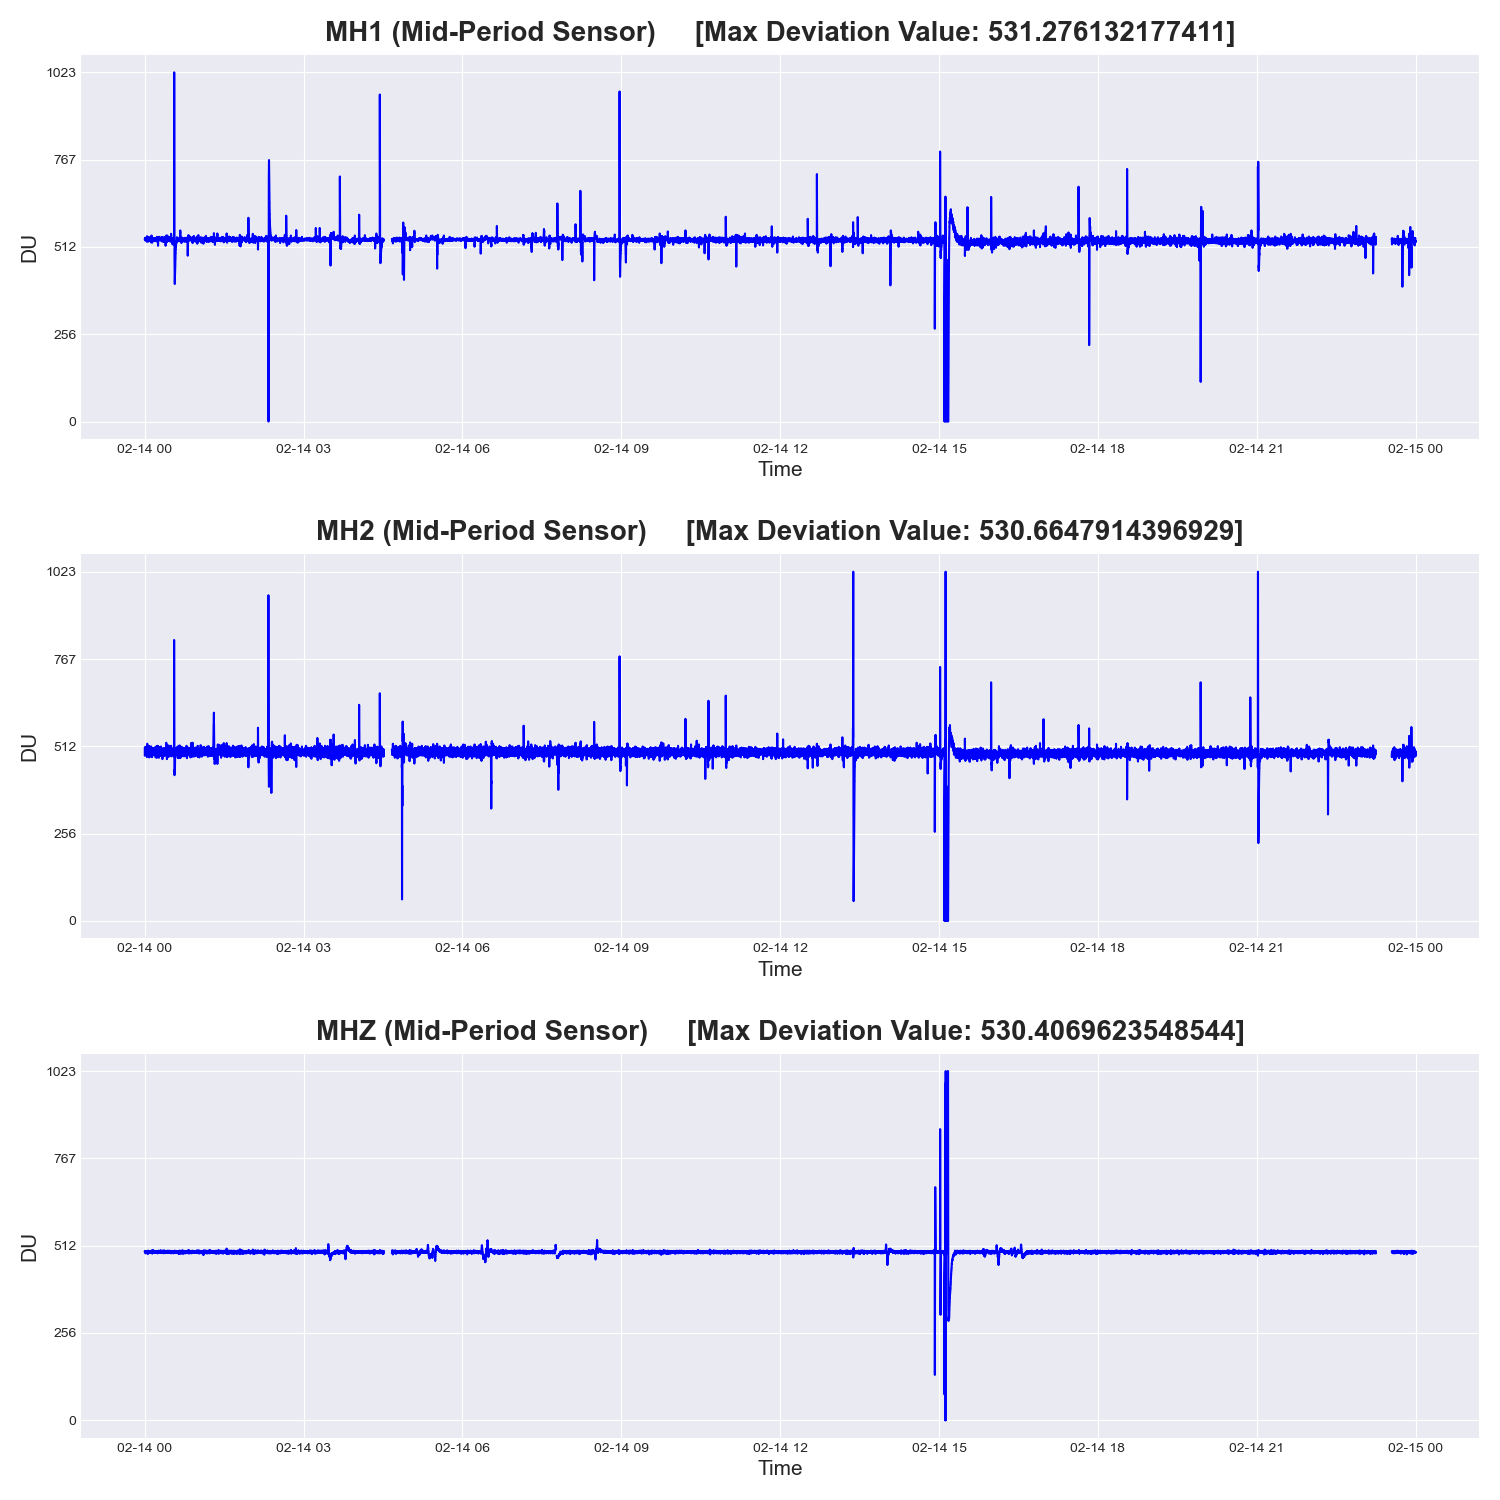 MH1 (Mid-Period Sensor)     [Max Deviation Value: 531.276132177411]
1023
767
512
256
0
DU
02-14 00 02-14 03 02-14 06 02-14 09 02-14 12 02-14 15 02-14 18 02-14 21 02-15 00
Time
MH2 (Mid-Period Sensor)     [Max Deviation Value: 530.6647914396929]
1023
767
512
256
0
DU
02-14 00 02-14 03 02-14 06 02-14 09 02-14 12 02-14 15 02-14 18 02-14 21 02-15 00
Time
MHZ (Mid-Period Sensor)     [Max Deviation Value: 530.4069623548544]
1023
767
512
256
0
DU
02-14 00 02-14 03 02-14 06 02-14 09 02-14 12 02-14 15 02-14 18 02-14 21 02-15 00
Time